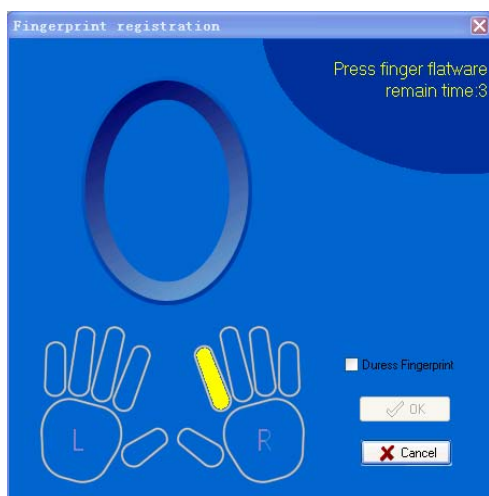 Fingerprint registration
Press finger flatware
remain time:3
L
R
Duress Fingerprint
OK
Cancel